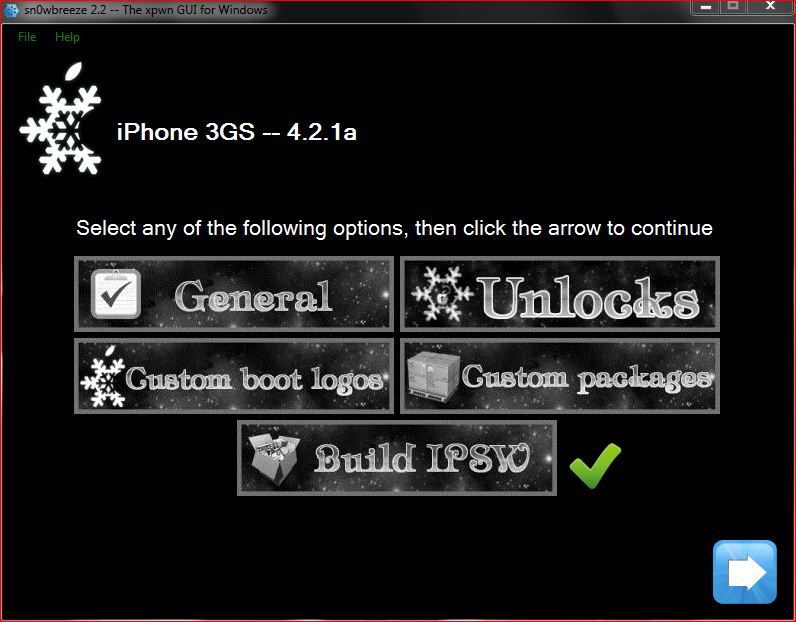 sn0wbreeze 2.2 -- The xpwn GUI for Windows
File Help
iPhone 3GS -- 4.2.1a
Select any of the following options, then click the arrow to continue
General Unlocks
Custom boot logos Custom packages
Build IPSW